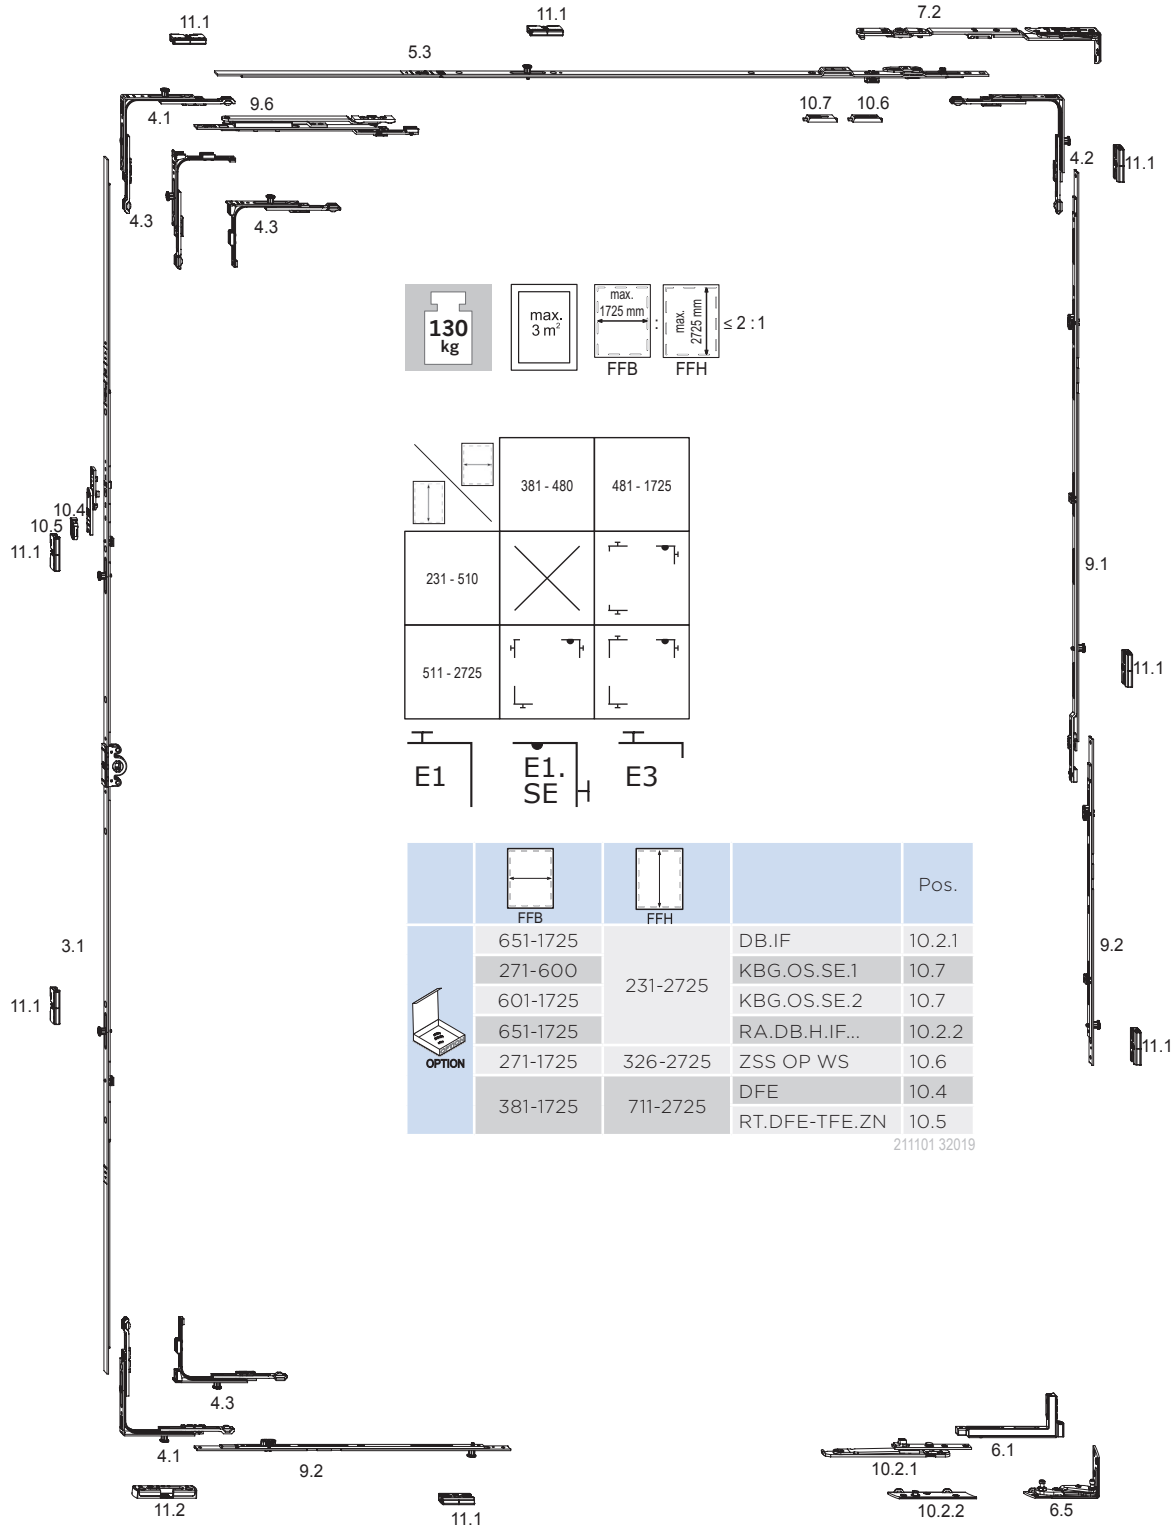 11.1
11.1
7.2
5.3
4.1
9.6
10.7
10.6
4.2
11.1
4.3
4.3
130
kg
max.
3 m²
max.
1725 mm
FFB
:
max.
2725 mm
FFH
≤ 2 : 1
381 - 480
481 - 1725
231 - 510
511 - 2725
E1
E1.
SE
E3
10.4
10.5
11.1
9.1
11.1
FFB
FFH
Pos.
651-1725
231-2725
DB.IF
10.2.1
271-600
KBG.OS.SE.1
10.7
601-1725
KBG.OS.SE.2
10.7
651-1725
RA.DB.H.IF...
10.2.2
OPTION
271-1725
326-2725
ZSS OP WS
10.6
381-1725
711-2725
DFE
10.4
RT.DFE-TFE.ZN
10.5
211101 32019
3.1
11.1
9.2
11.1
4.3
4.1
9.2
11.2
11.1
6.1
10.2.1
10.2.2
6.5